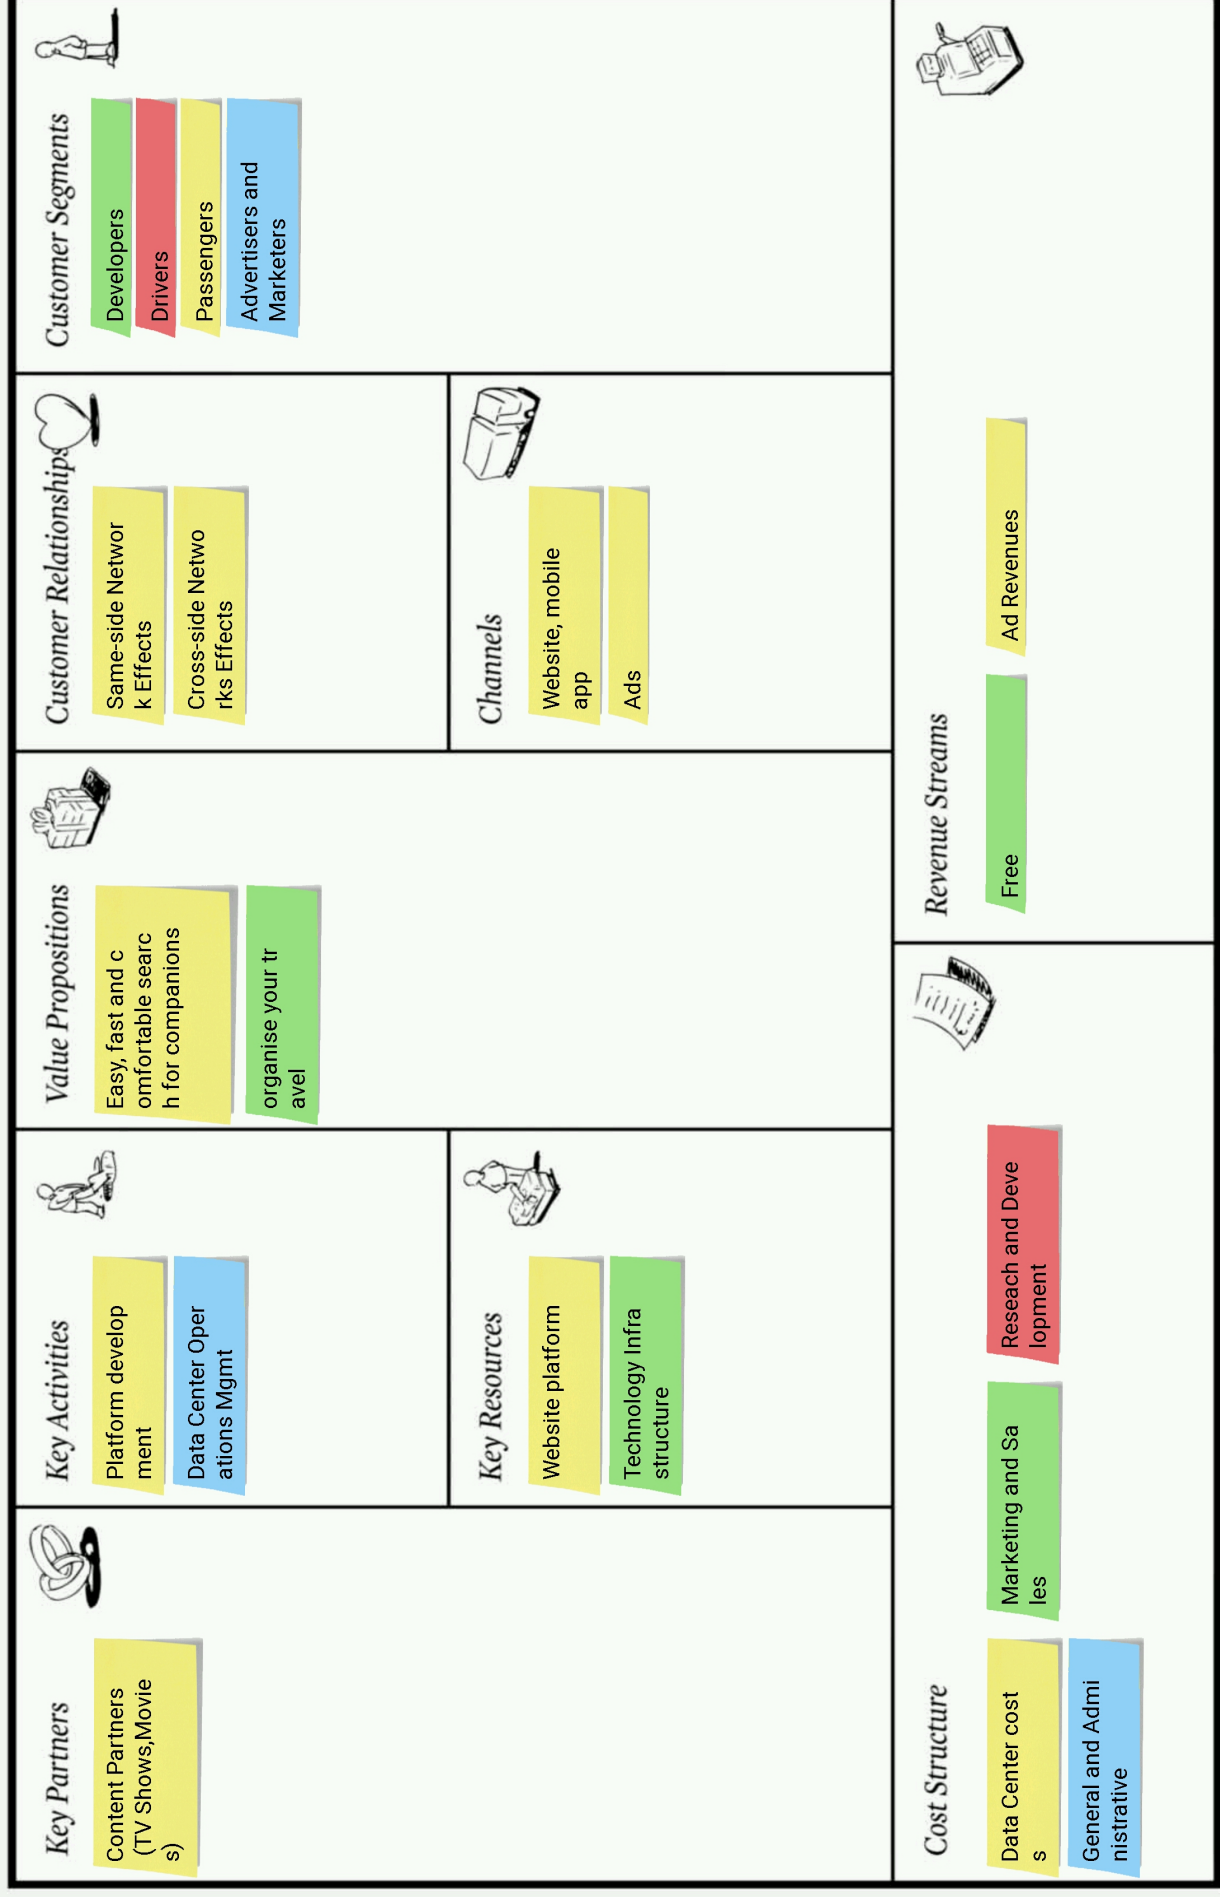 Key Partners
Content Partners
(TV Shows,Movie
s)
Key Activities
Platform develop
ment
Data Center Oper
ations Mgmt
Key Resources
Website platform
Technology Infra
structure
Value Propositions
Easy, fast and c
omfortable searc
h for companions
organise your tr
avel
Customer Relationships
Same-side Networ
k Effects
Cross-side Netwo
rks Effects
Channels
Website, mobile
app
Ads
Customer Segments
Developers
Drivers
Passengers
Advertisers and
Marketers
Cost Structure
Data Center cost
s
General and Admi
nistrative
Marketing and Sa
les
Reseach and Deve
lopment
Revenue Streams
Free
Ad Revenues